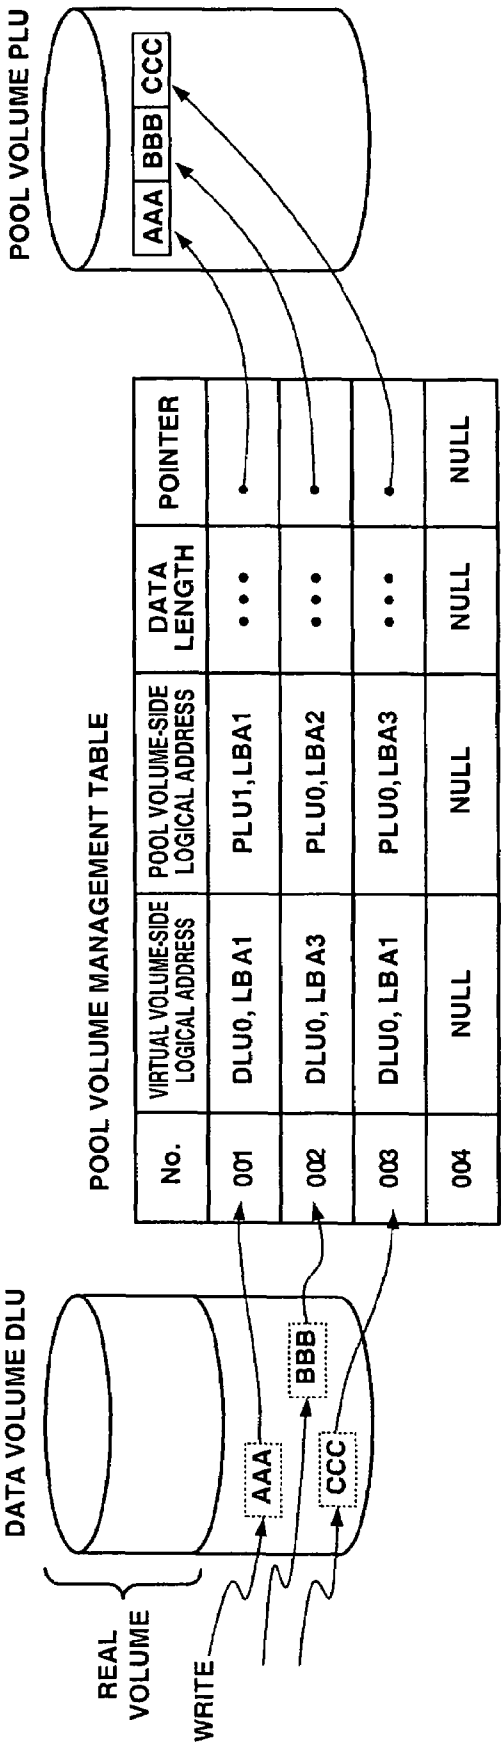 DATA VOLUME DLU
REAL
VOLUME
WRITE
AAA
BBB
CCC
POOL VOLUME MANAGEMENT TABLE
No. VIRTUAL VOLUME-SIDE LOGICAL ADDRESS POOL VOLUME-SIDE LOGICAL ADDRESS DATA LENGTH POINTER
001 DLU0, LBA1 PLU1, LBA1 •••
002 DLU0, LBA3 PLU0, LBA2 •••
003 DLU0, LBA1 PLU0, LBA3 •••
004 NULL NULL NULL NULL
POOL VOLUME PLU
AAA BBB CCC